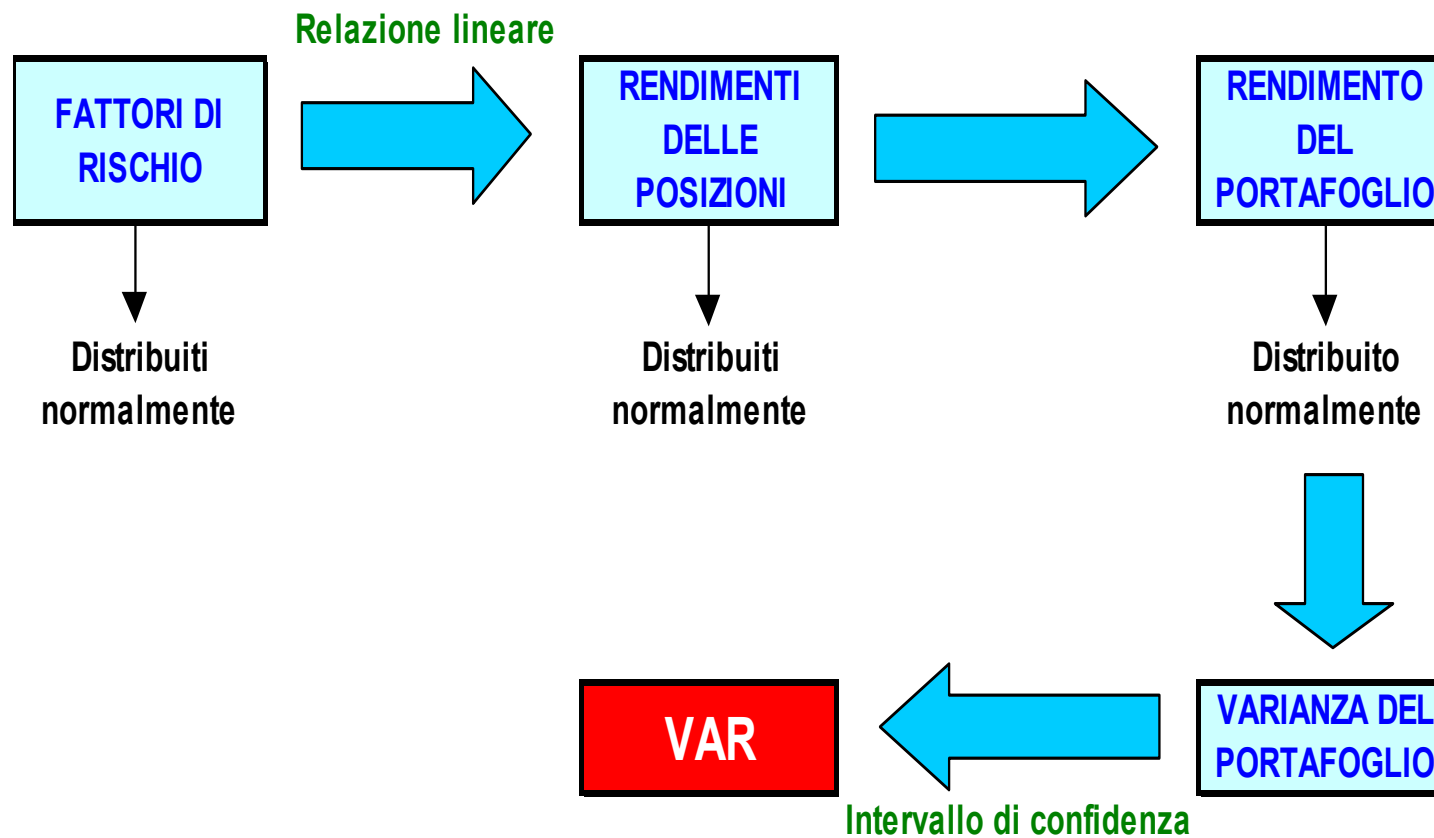 Relazione lineare
FATTORI DI
RISCHIO
RENDIMENTI
DELLE
POSIZIONI
RENDIMENTO
DEL
PORTAFOGLIO
Distribuiti
normalmente
Distribuiti
normalmente
Distribuito
normalmente
VAR
VARIANZA DEL
PORTAFOGLIO
Intervallo di confidenza